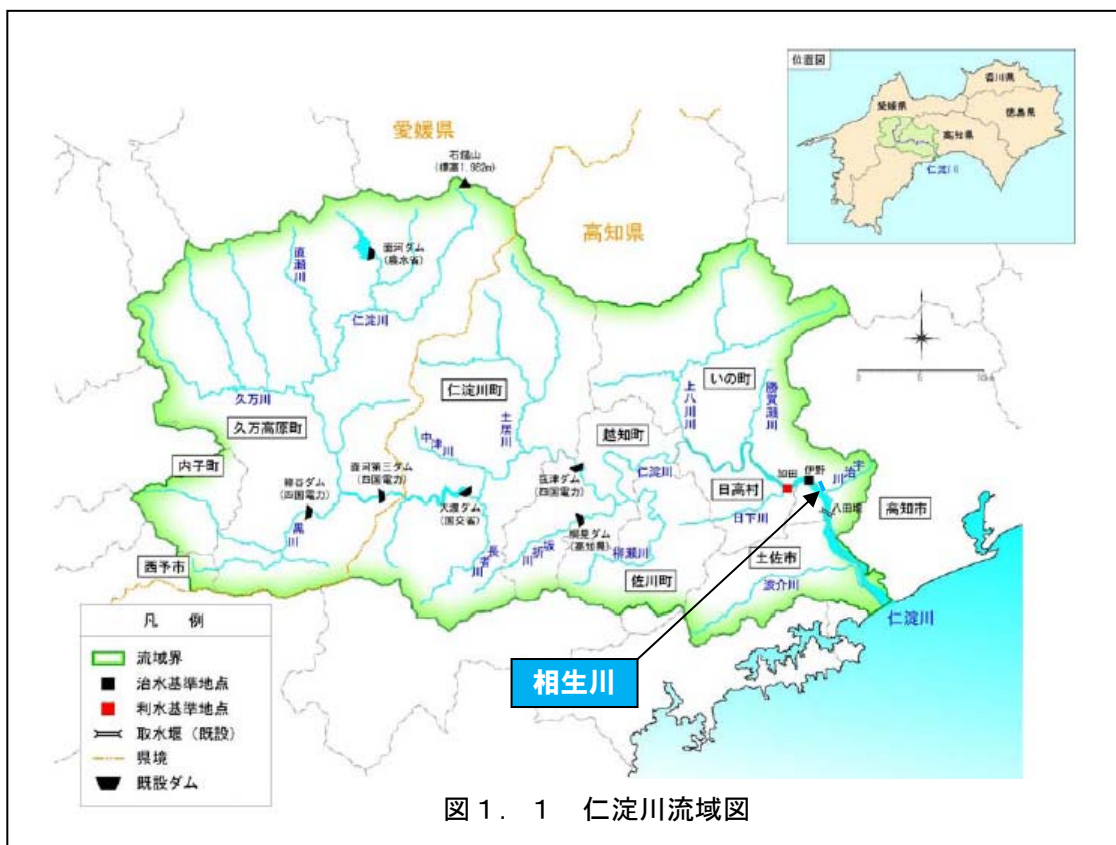 位置図
香川県
愛媛県
徳島県
高知県
仁淀川
愛媛県
石鎚山
(標高1,982m)
高知県
面河ダム
(農水省)
直瀬川
仁淀川
久万川
久万高原町
仁淀川町
土居川
中津川
いの町
上八川川
勝賀瀬川
越知町
仁淀川
内子町
柳谷ダム
(四国電力)
面河第三ダム
(四国電力)
大渡ダム
(国交省)
筏津ダム
(四国電力)
桐見ダム
(高知県)
加田
伊野
宇治川
日高村
八田堰
高知市
日下川
黒川
長者川
坂折川
柳瀬川
西予市
佐川町
土佐市
波介川
仁淀川
相生川
凡 例
流域界
治水基準地点
利水基準地点
取水堰(既設)
県境
既設ダム
図1.1 仁淀川流域図